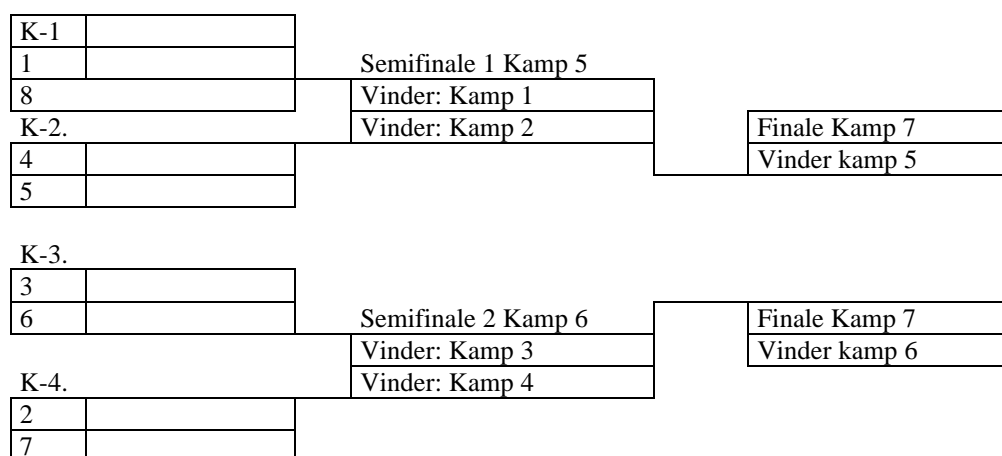 K-1
1
Semifinale 1 Kamp 5
8
Vinder: Kamp 1
K-2.
Vinder: Kamp 2
Finale Kamp 7
4
Vinder kamp 5
5
K-3.
3
6
Semifinale 2 Kamp 6
Finale Kamp 7
Vinder: Kamp 3
Vinder kamp 6
K-4.
Vinder: Kamp 4
2
7